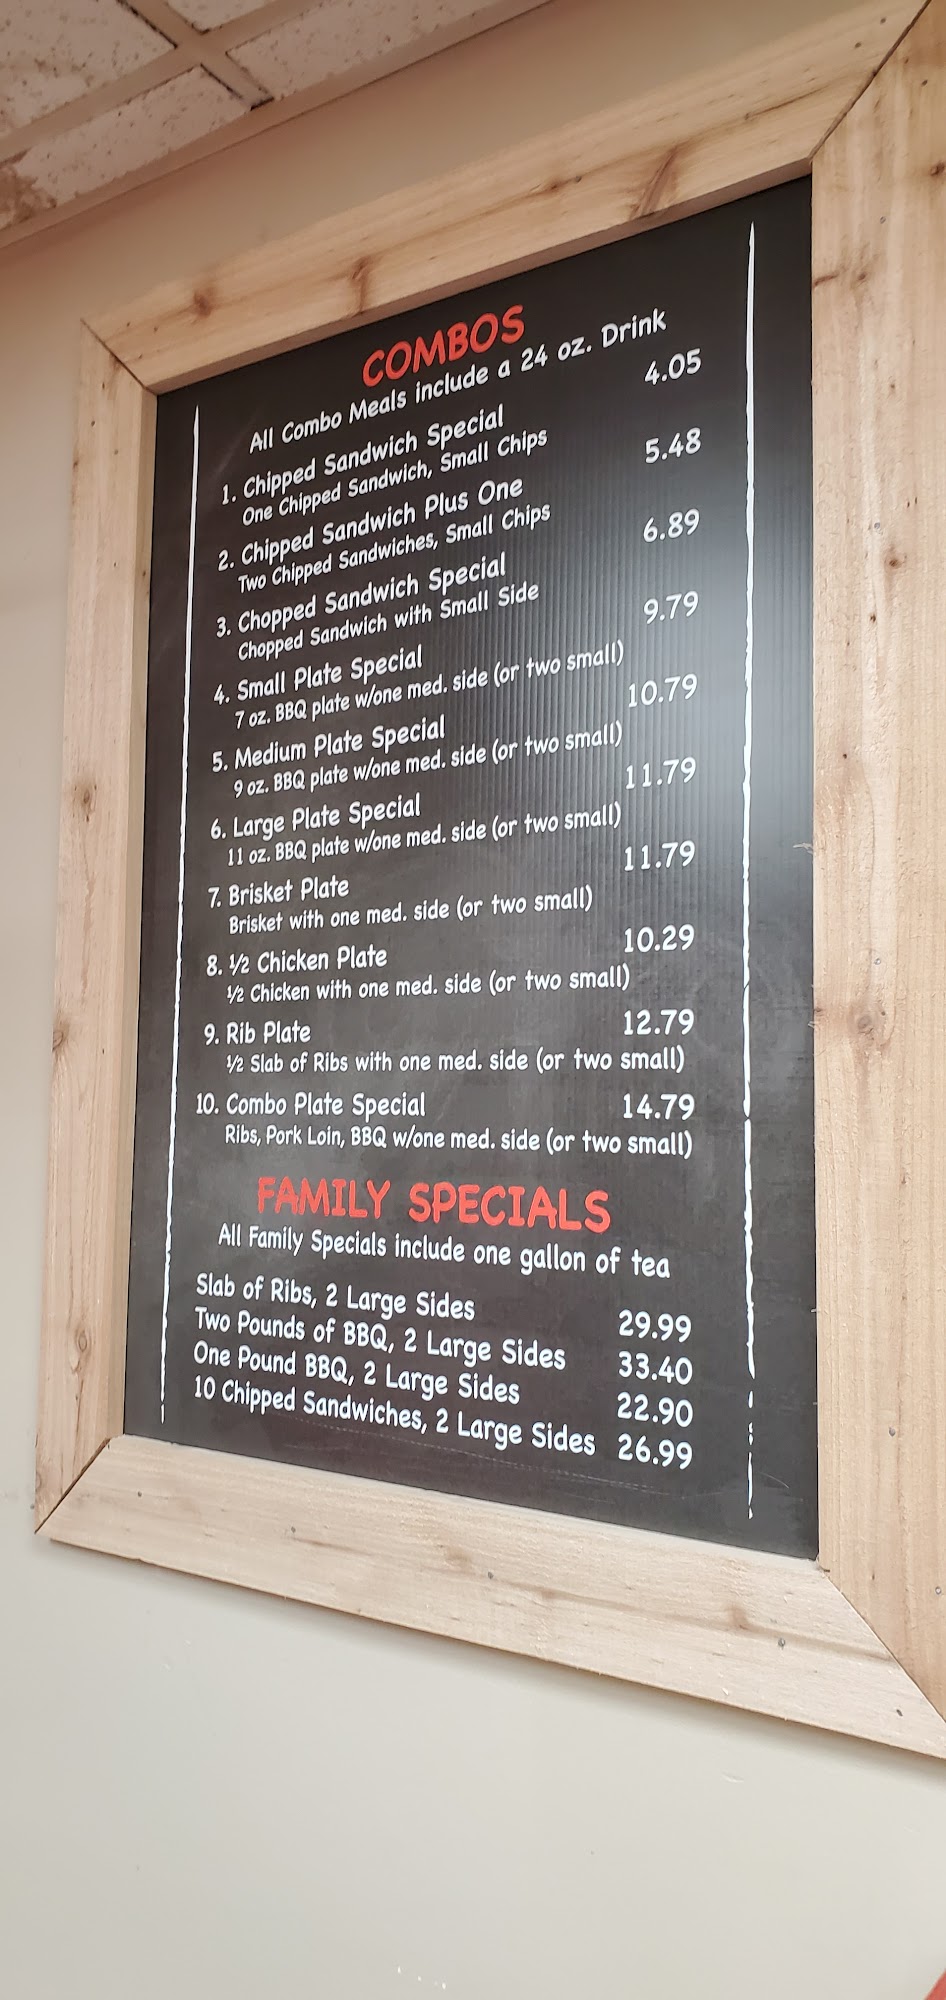 COMBOS
All Combo Meals include a 24 oz. Drink
1. Chipped Sandwich Special 4.05
One Chipped Sandwich, Small Chips
2. Chipped Sandwich Plus One 5.48
Two Chipped Sandwiches, Small Chips
3. Chopped Sandwich Special 6.89
Chopped Sandwich with Small Side
4. Small Plate Special 9.79
7 oz. BBQ plate w/one med. side (or two small)
5. Medium Plate Special 10.79
9 oz. BBQ plate w/one med. side (or two small)
6. Large Plate Special 11.79
11 oz. BBQ plate w/one med. side (or two small)
7. Brisket Plate 11.79
Brisket with one med. side (or two small)
8. ½ Chicken Plate 10.29
½ Chicken with one med. side (or two small)
9. Rib Plate 12.79
½ Slab of Ribs with one med. side (or two small)
10. Combo Plate Special 14.79
Ribs, Pork Loin, BBQ w/one med. side (or two small)
FAMILY SPECIALS
All Family Specials include one gallon of tea
Slab of Ribs, 2 Large Sides 29.99
Two Pounds of BBQ, 2 Large Sides 33.40
One Pound BBQ, 2 Large Sides 22.90
10 Chipped Sandwiches, 2 Large Sides 26.99